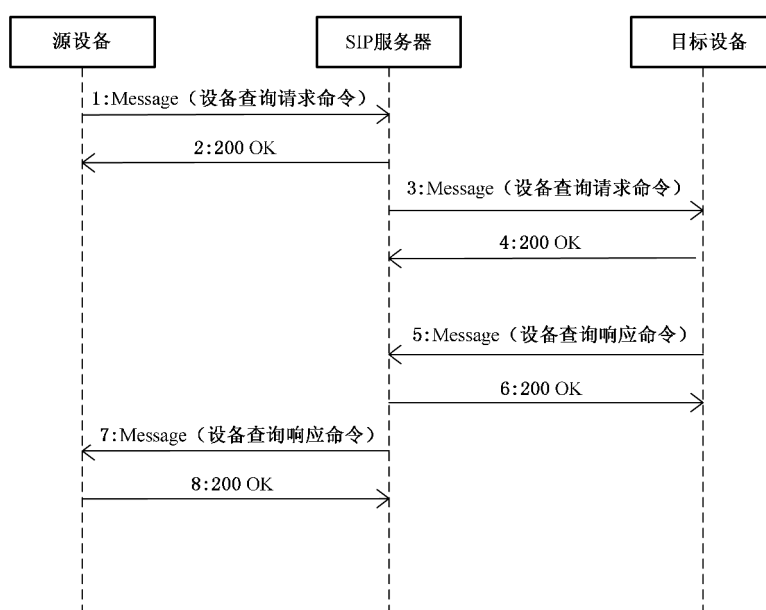 源设备
SIP服务器
目标设备
1:Message（设备查询请求命令）
2:200 OK
3:Message（设备查询请求命令）
4:200 OK
5:Message（设备查询响应命令）
6:200 OK
7:Message（设备查询响应命令）
8:200 OK